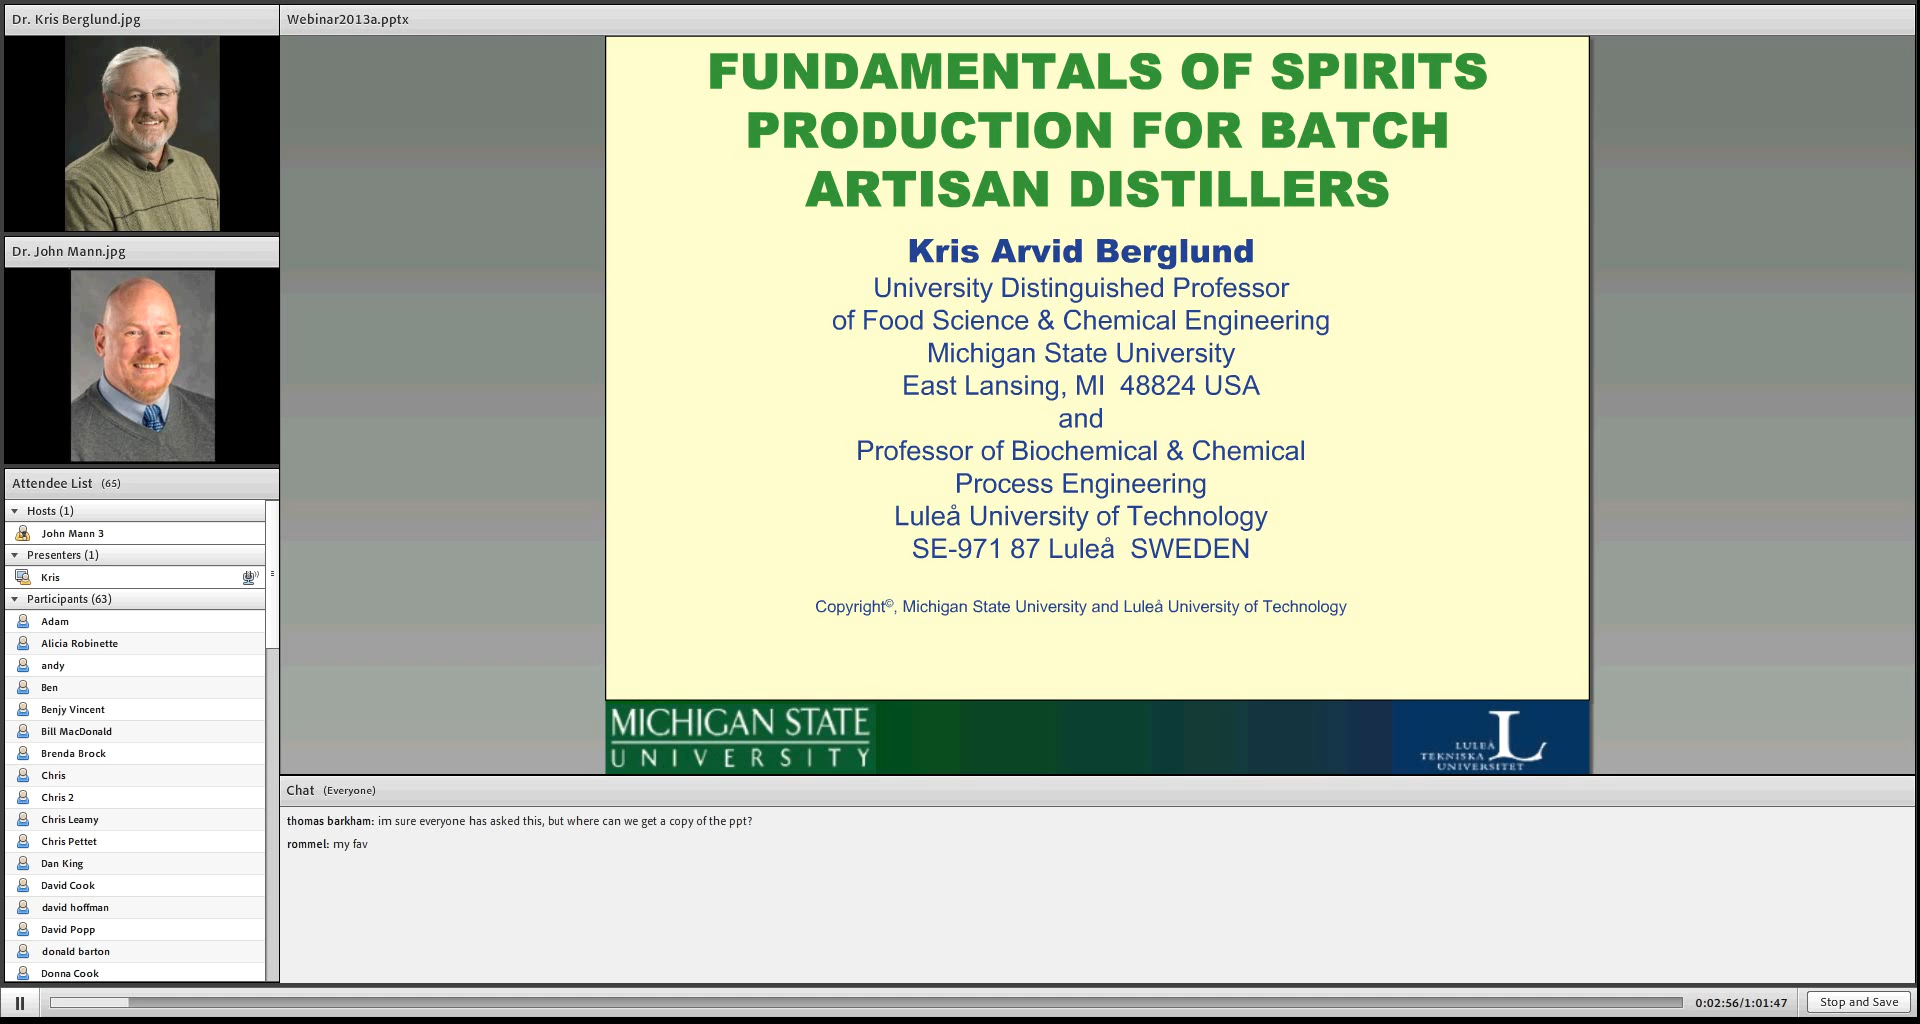 Dr. Kris Berglund.jpg
Webinar2013a.pptx
FUNDAMENTALS OF SPIRITS
PRODUCTION FOR BATCH
ARTISAN DISTILLERS
Kris Arvid Berglund
University Distinguished Professor
of Food Science & Chemical Engineering
Michigan State University
East Lansing, MI  48824 USA
and
Professor of Biochemical & Chemical
Process Engineering
Luleå University of Technology
SE-971 87 Luleå  SWEDEN
Copyright©, Michigan State University and Luleå University of Technology
MICHIGAN STATE
UNIVERSITY
LULEÅ
TEKNISKA
UNIVERSITET
L
Dr. John Mann.jpg
Attendee List (65)
Hosts (1)
John Mann 3
Presenters (1)
Kris
Participants (63)
Adam
Alicia Robinette
andy
Ben
Benjy Vincent
Bill MacDonald
Brenda Brock
Chris
Chris 2
Chris Leamy
Chris Pettet
Dan King
David Cook
david hoffman
David Popp
donald barton
Donna Cook
Chat (Everyone)
thomas barkham: im sure everyone has asked this, but where can we get a copy of the ppt?
rommel: my fav
0:02:56/1:01:47
Stop and Save